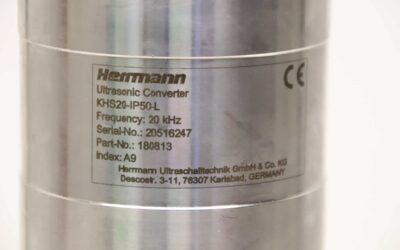 Herrmann
CE
Ultrasonic Converter
KHS20-IP50-L
Frequency: 20 kHz
Serial-No.: 20516247
Part-No.: 180813
Index: A9
Herrmann Ultraschalltechnik GmbH & Co. KG
Descostr. 3-11, 76307 Karlsbad, GERMANY